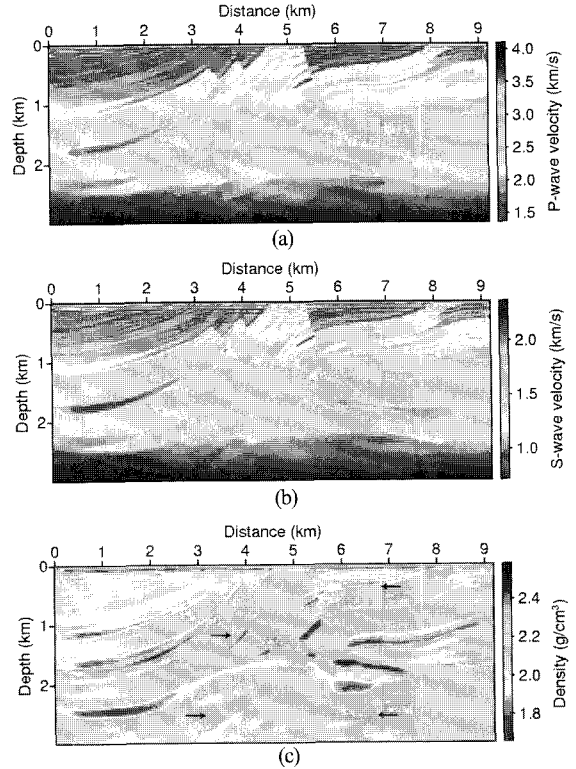 Distance (km)
0 1 2 3 4 5 6 7 8 9
0
1
2
Depth (km)
4.0
3.5
3.0
2.5
2.0
1.5
P-wave velocity (km/s)
(a)
Distance (km)
0 1 2 3 4 5 6 7 8 9
0
1
2
Depth (km)
2.0
1.5
1.0
S-wave velocity (km/s)
(b)
Distance (km)
0 1 2 3 4 5 6 7 8 9
0
1
2
Depth (km)
2.4
2.2
2.0
1.8
Density (g/cm³)
(c)